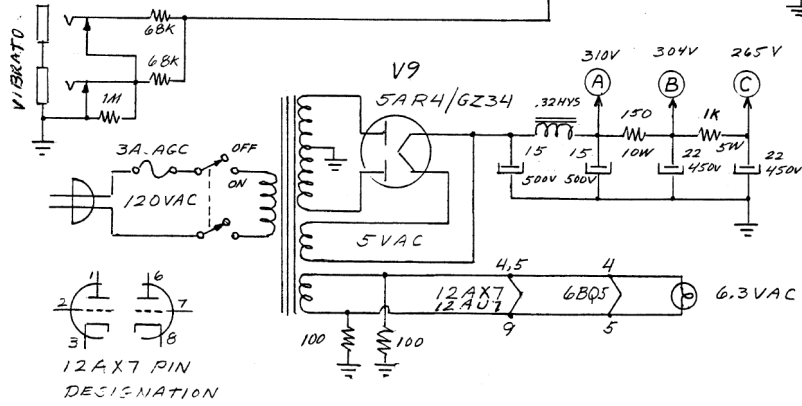 VIBRATO
68K
68K
1M
V9
5AR4/GZ34
310V
304V
265V
A
B
C
.32HYS
150
10W
1K
5W
15
500V
15
500V
22
450V
22
450V
3A-AGC
OFF
ON
120VAC
5VAC
12AX7
12AU7
4,5
9
6BQ5
4
5
6.3VAC
100
100
1
6
2
7
3
8
12AX7 PIN
DESIGNATION